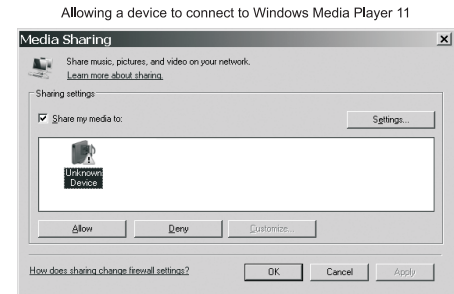 Allowing a device to connect to Windows Media Player 11
Media Sharing
Share music, pictures, and video on your network.
Learn more about sharing.
Sharing settings
Share my media to:
Settings...
Unknown
Device
Allow
Deny
Customize...
How does sharing change firewall settings?
OK
Cancel
Apply